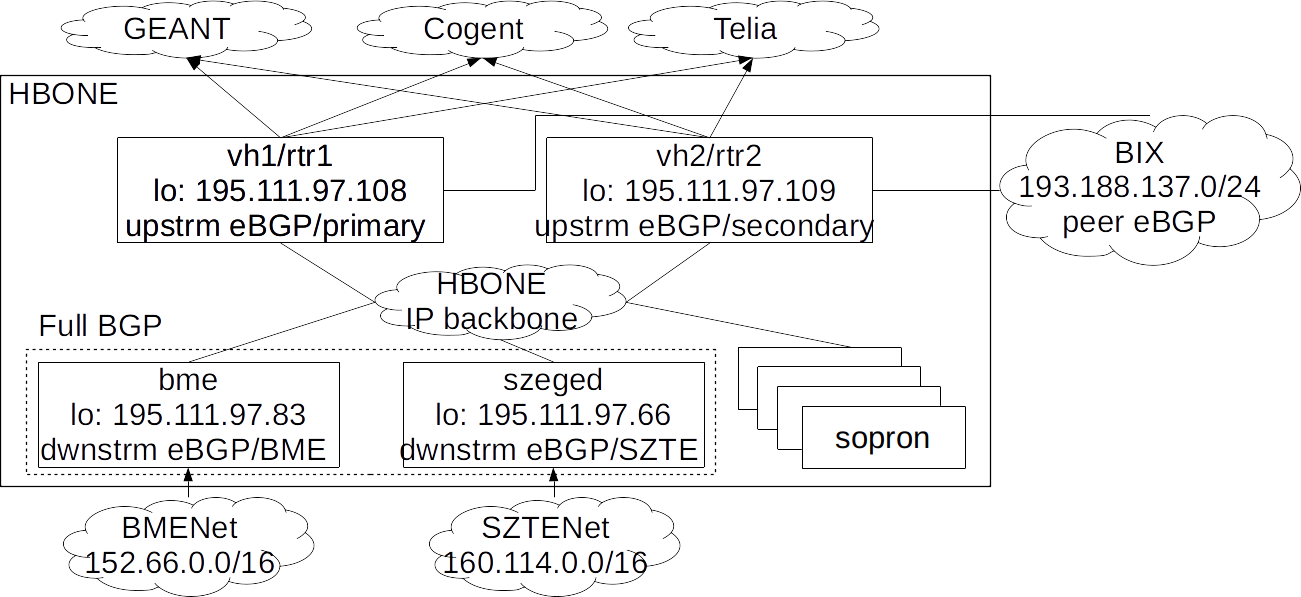 GEANT
Cogent
Telia
HBONE
vh1/rtr1
lo: 195.111.97.108
upstrm eBGP/primary
vh2/rtr2
lo: 195.111.97.109
upstrm eBGP/secondary
BIX
193.188.137.0/24
peer eBGP
HBONE
IP backbone
Full BGP
bme
lo: 195.111.97.83
dwnstrm eBGP/BME
szeged
lo: 195.111.97.66
dwnstrm eBGP/SZTE
sopron
BMENet
152.66.0.0/16
SZTENet
160.114.0.0/16